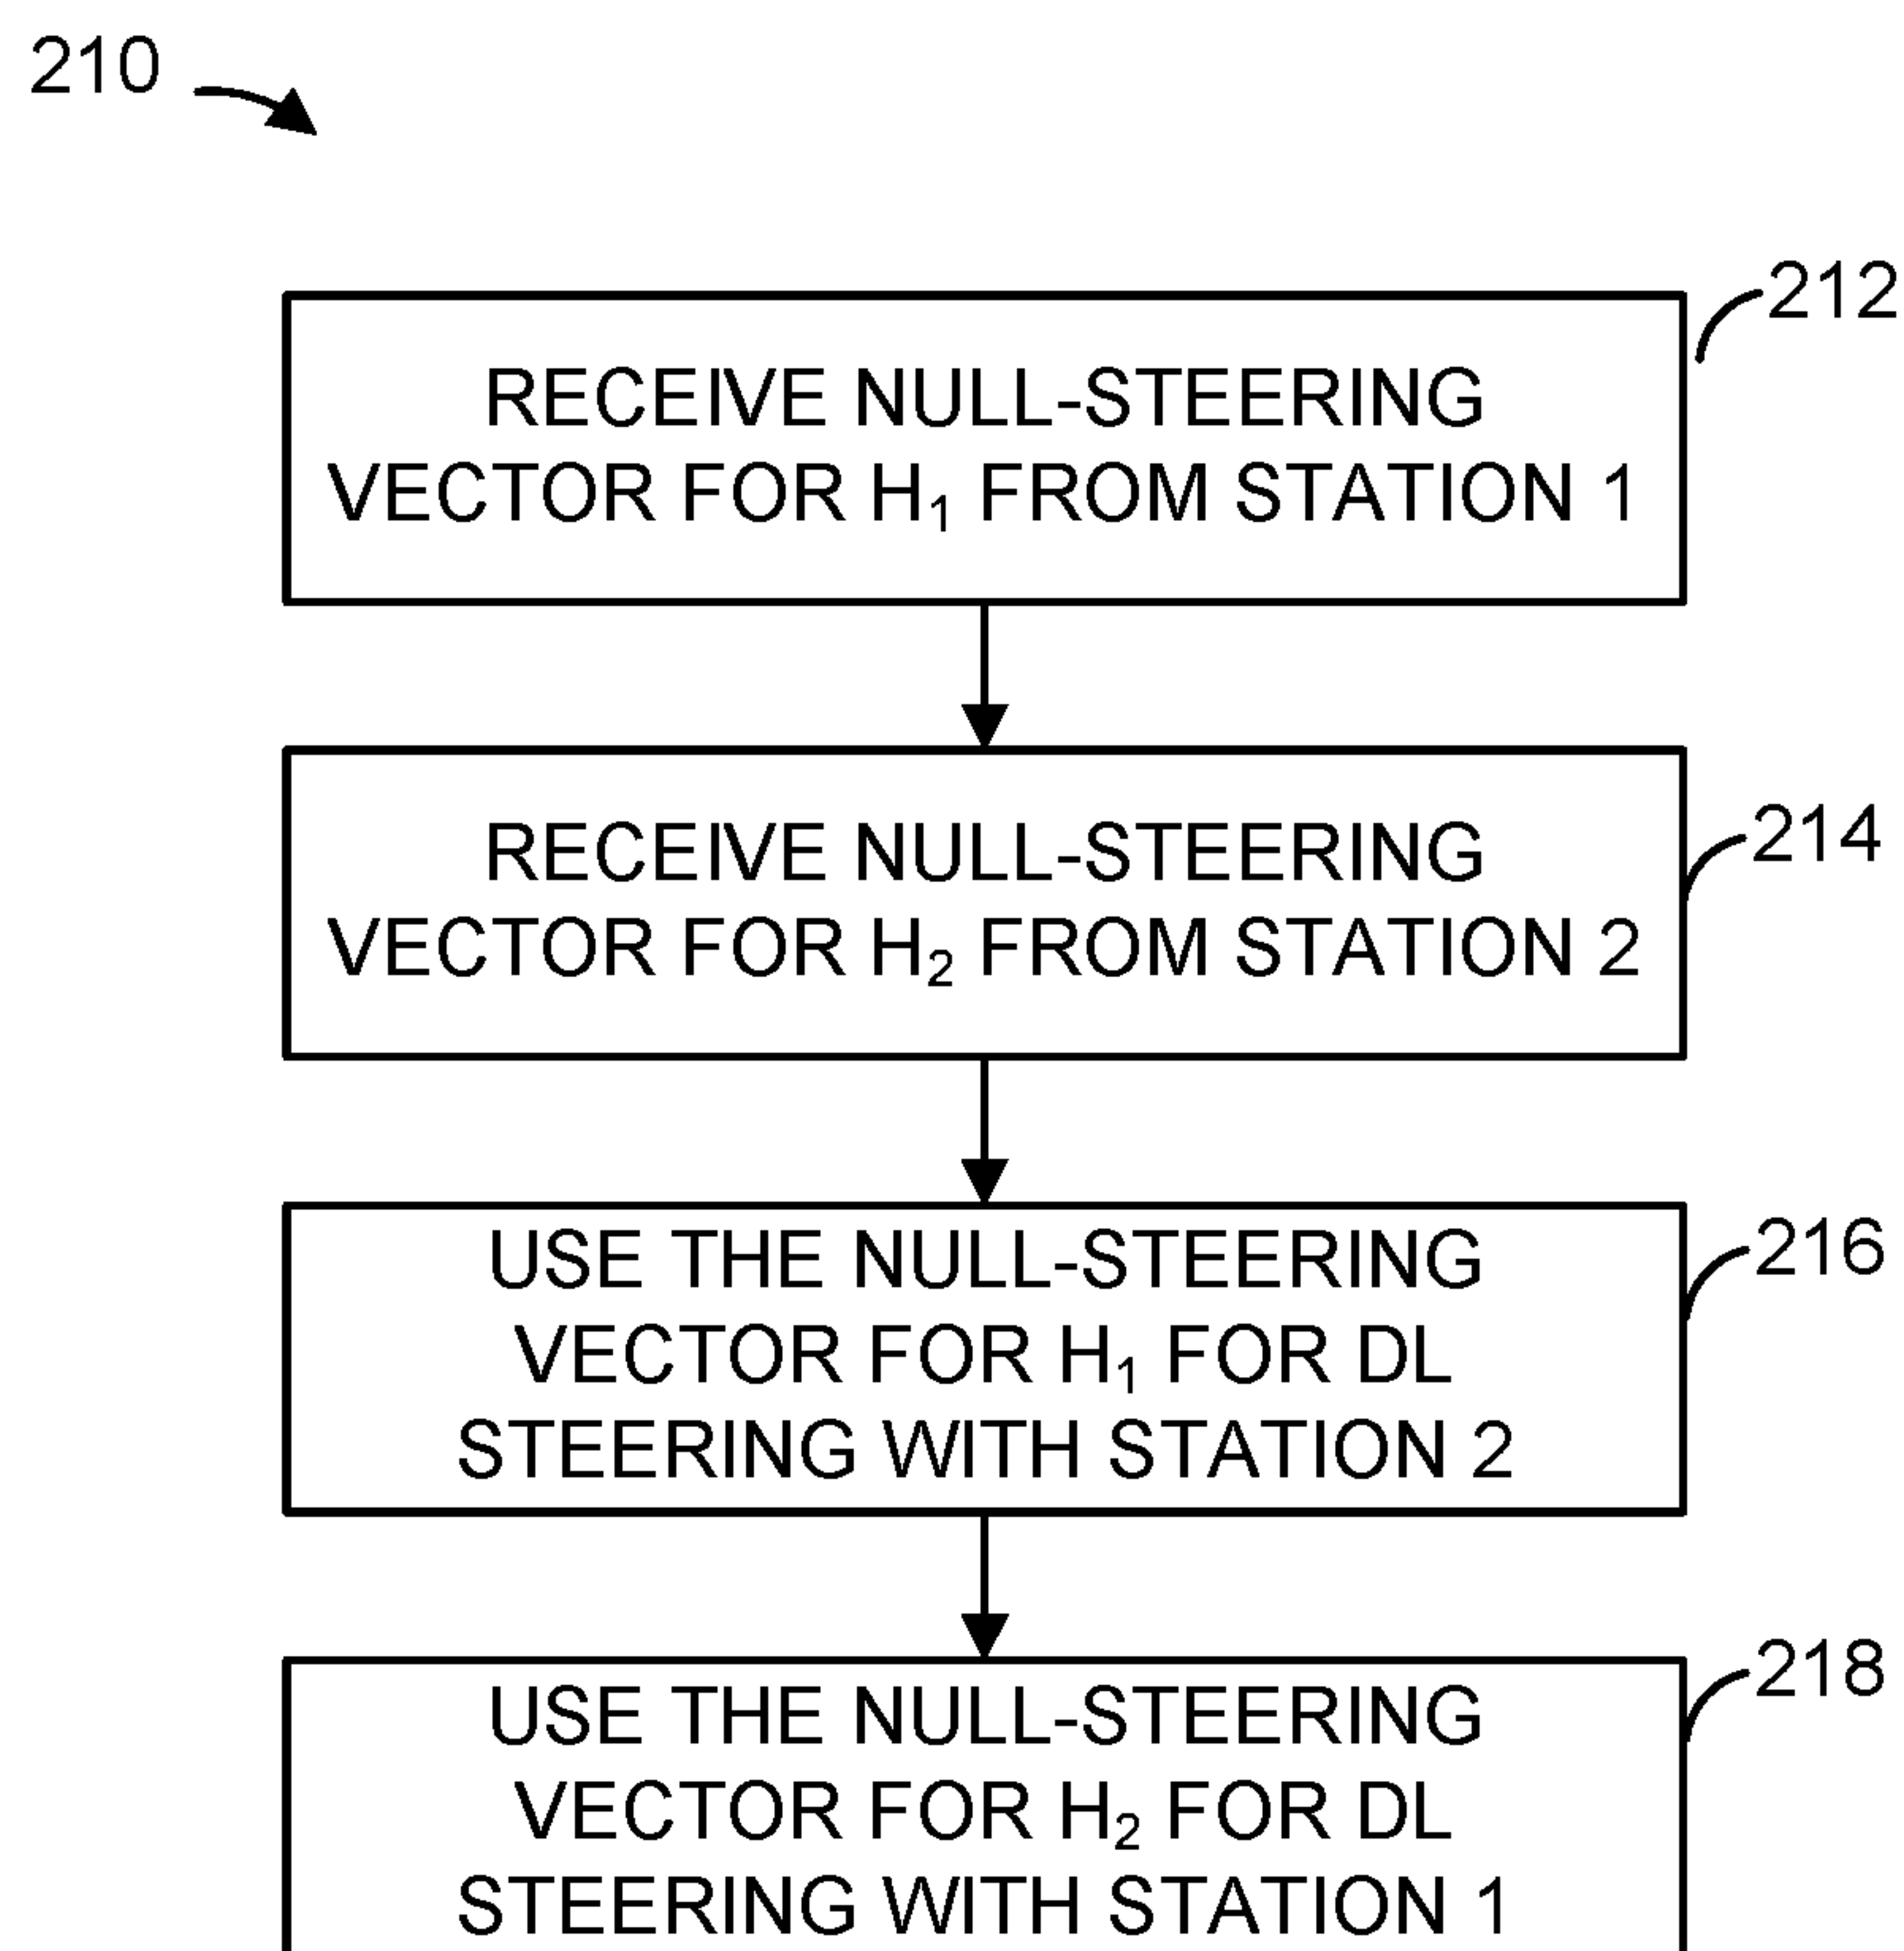 210
212
RECEIVE NULL-STEERING
VECTOR FOR H₁ FROM STATION 1
214
RECEIVE NULL-STEERING
VECTOR FOR H₂ FROM STATION 2
216
USE THE NULL-STEERING
VECTOR FOR H₁ FOR DL
STEERING WITH STATION 2
218
USE THE NULL-STEERING
VECTOR FOR H₂ FOR DL
STEERING WITH STATION 1